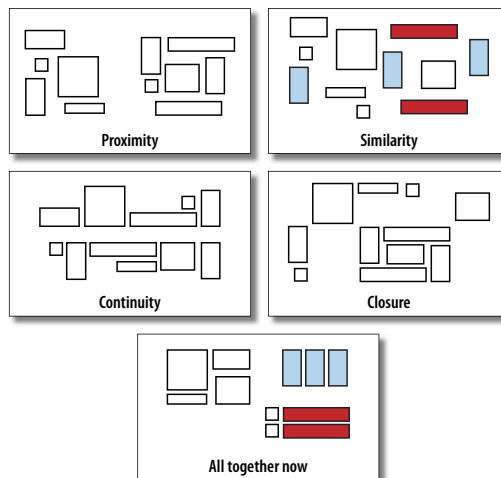 Proximity
Similarity
Continuity
Closure
All together now